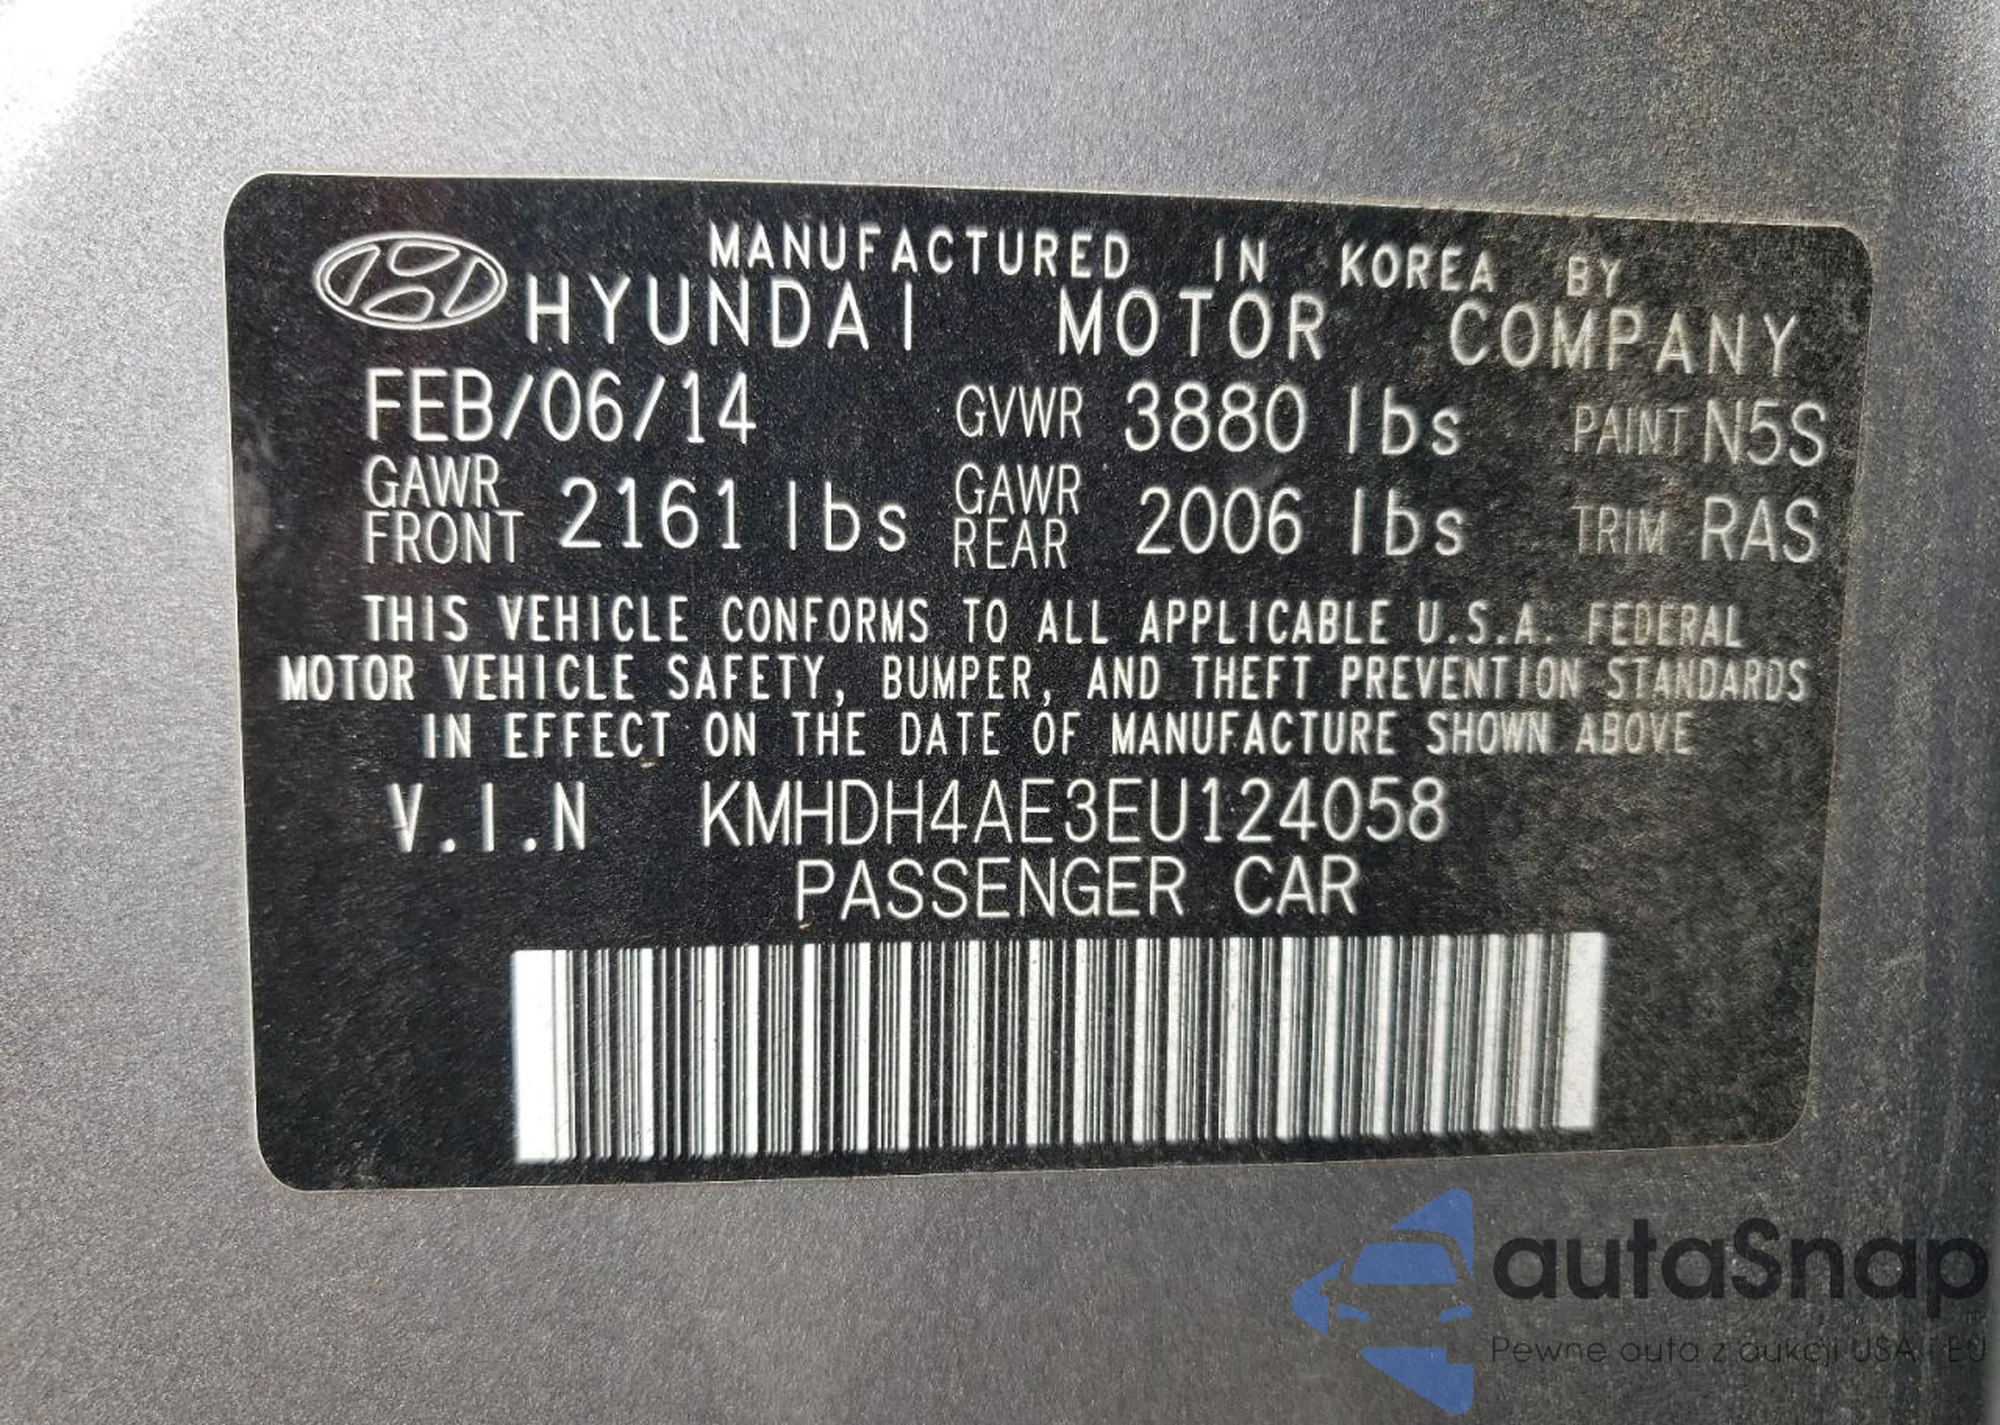 MANUFACTURED IN KOREA BY
HYUNDAI MOTOR COMPANY
FEB/06/14 GVWR 3880 lbs PAINT N5S
GAWR FRONT 2161 lbs GAWR REAR 2006 lbs TRIM RAS
THIS VEHICLE CONFORMS TO ALL APPLICABLE U.S.A. FEDERAL
MOTOR VEHICLE SAFETY, BUMPER, AND THEFT PREVENTION STANDARDS
IN EFFECT ON THE DATE OF MANUFACTURE SHOWN ABOVE
V.I.N KMHDH4AE3EU124058
PASSENGER CAR
autaSnap
Pewne auta z aukcji USA i EU